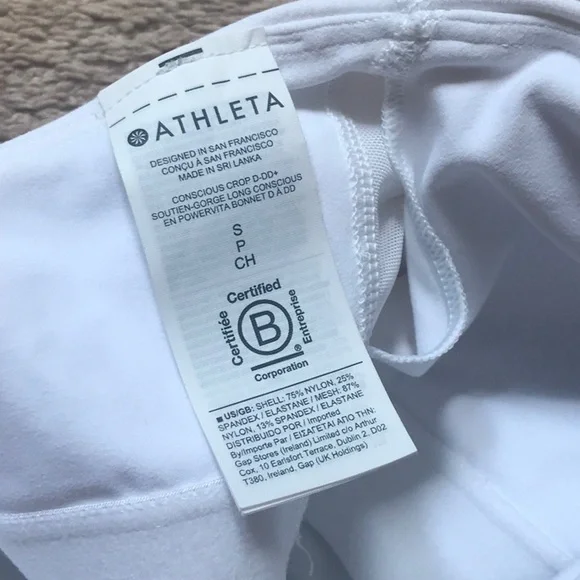 ATHLETA
DESIGNED IN SAN FRANCISCO
CONÇU À SAN FRANCISCO
MADE IN SRI LANKA
CONSCIOUS CROP D-DD+
SOUTIEN-GORGE LONG CONSCIOUS
EN POWERVITA BONNET D À DD
S
P
CH
Certified
Certifiée
B
Entreprise
®
Corporation
■ US/GB: SHELL: 75% NYLON, 25%
SPANDEX / ELASTANE / MESH: 87%
NYLON, 13% SPANDEX / ELASTANE
DISTRIBUIDO POR / Imported
By/Importer Par / ΕΙΣΑΓΕΤΑΙ ΑΠΟ ΤΗΝ:
Gap Stores (Ireland) Limited c/o Arthur
Cox, 10 Earlsfort Terrace, Dublin 2, D02
T380, Ireland, Gap (UK Holdings)